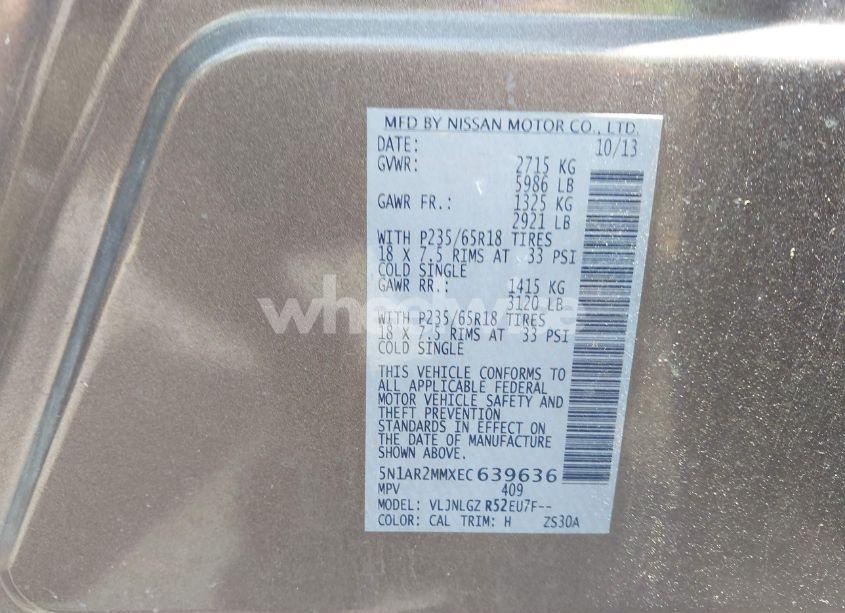 MFD BY NISSAN MOTOR CO., LTD.
DATE: 10/13
GVWR: 2715 KG
5986 LB
GAWR FR.: 1325 KG
2921 LB
WITH P235/65R18 TIRES
18 X 7.5 RIMS AT 33 PSI
COLD SINGLE
GAWR RR.: 1415 KG
3120 LB
WITH P235/65R18 TIRES
18 X 7.5 RIMS AT 33 PSI
COLD SINGLE
THIS VEHICLE CONFORMS TO
ALL APPLICABLE FEDERAL
MOTOR VEHICLE SAFETY AND
THEFT PREVENTION
STANDARDS IN EFFECT ON
THE DATE OF MANUFACTURE
SHOWN ABOVE.
5N1AR2MMXEC639636
MPV 409
MODEL: VLJNLGZ R52EU7F--
COLOR: CAL TRIM: H ZS30A
wheelwire